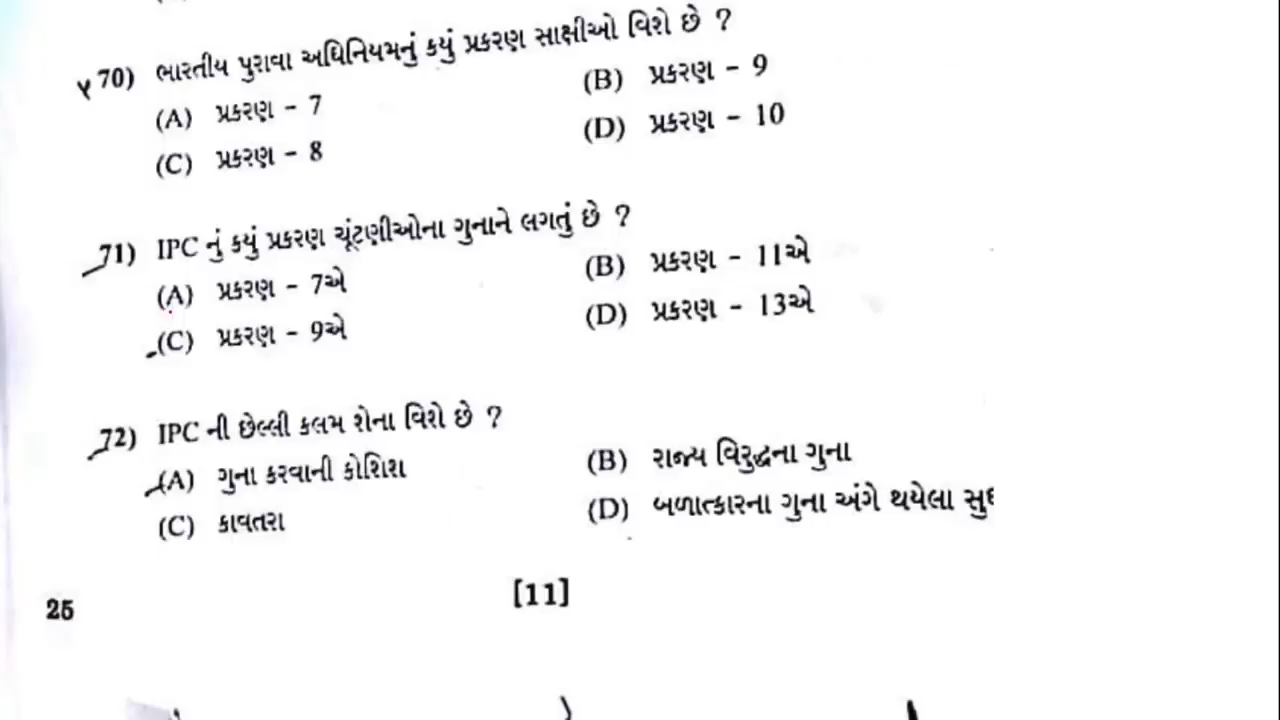 70) ભારતીય પુરાવા અધિનિયમનું કયું પ્રકરણ સાક્ષીઓ વિશે છે ?
(A) પ્રકરણ - 7 (B) પ્રકરણ - 9
(C) પ્રકરણ - 8 (D) પ્રકરણ - 10
71) IPC નું કયું પ્રકરણ ચૂંટણીઓના ગુનાને લગતું છે ?
(A) પ્રકરણ - 7એ (B) પ્રકરણ - 11એ
(C) પ્રકરણ - 9એ (D) પ્રકરણ - 13એ
72) IPC ની છેલ્લી કલમ શેના વિશે છે ?
(A) ગુના કરવાની કોશિશ (B) રાજ્ય વિરુદ્ધના ગુના
(C) કાવતરા (D) બળાત્કારના ગુના અંગે થયેલા
25 [11]